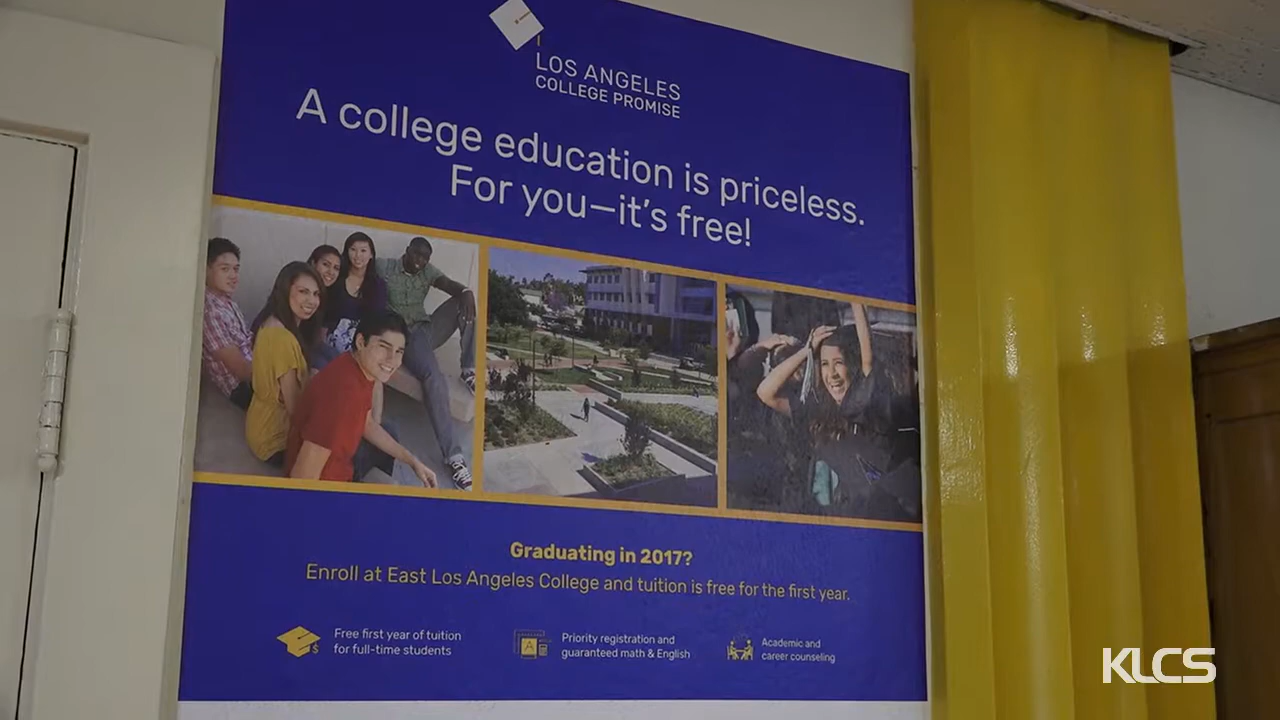 LOS ANGELES
COLLEGE PROMISE
A college education is priceless.
For you—it's free!
Graduating in 2017?
Enroll at East Los Angeles College and tuition is free for the first year.
Free first year of tuition
for full-time students
Priority registration and
guaranteed math & English
Academic and
career counseling
KLCS